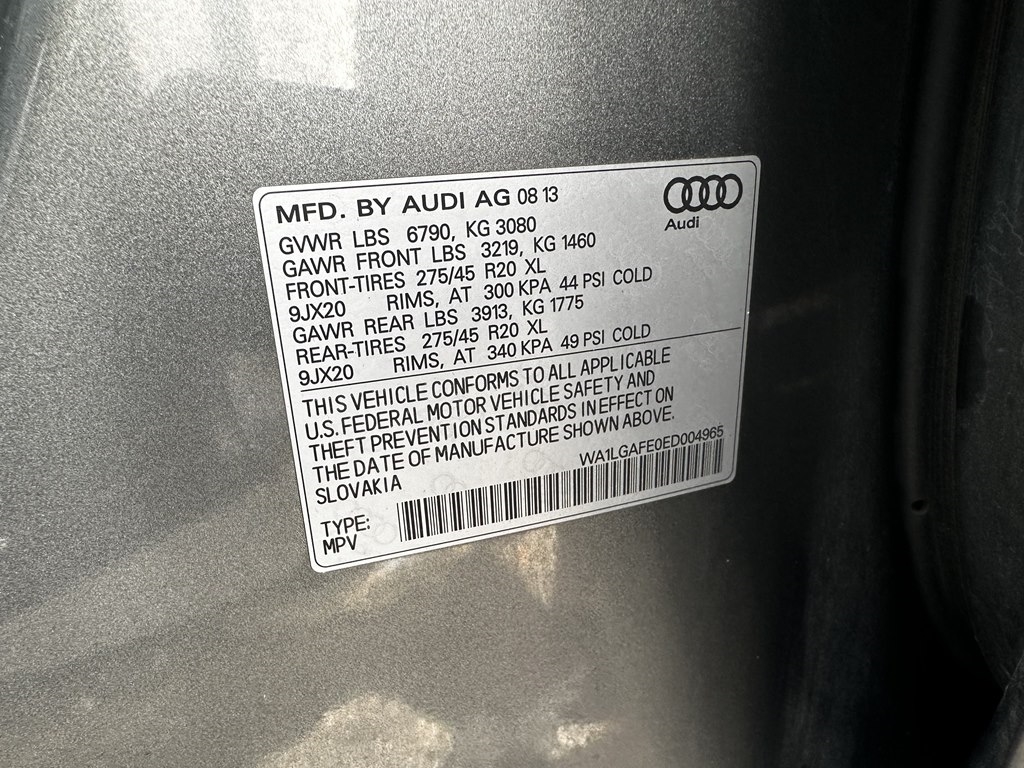 MFD. BY AUDI AG 08 13
Audi
GVWR LBS 6790, KG 3080
GAWR FRONT LBS 3219, KG 1460
FRONT-TIRES 275/45 R20 XL
9JX20 RIMS, AT 300 KPA 44 PSI COLD
GAWR REAR LBS 3913, KG 1775
REAR-TIRES 275/45 R20 XL
9JX20 RIMS, AT 340 KPA 49 PSI COLD
THIS VEHICLE CONFORMS TO ALL APPLICABLE
U.S. FEDERAL MOTOR VEHICLE SAFETY AND
THEFT PREVENTION STANDARDS IN EFFECT ON
THE DATE OF MANUFACTURE SHOWN ABOVE.
SLOVAKIA WA1LGAFE0ED004965
TYPE:
MPV